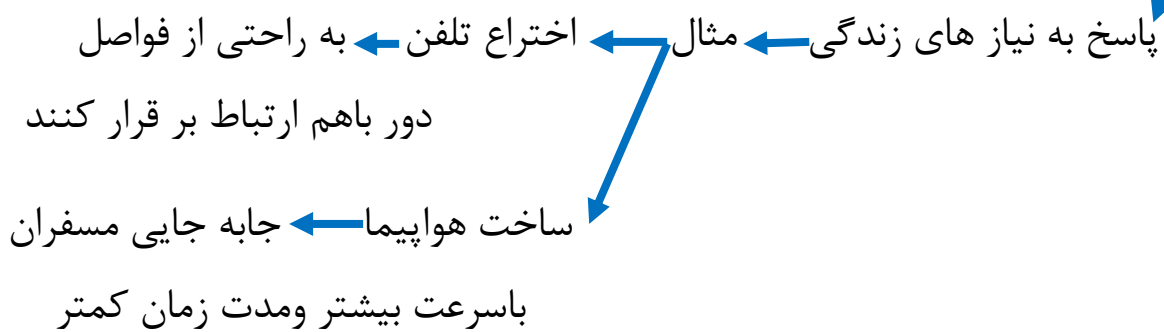 پاسخ به نیاز های زندگی مثال اختراع تلفن به راحتی از فواصل
دور باهم ارتباط بر قرار کنند
ساخت هواپیما جابه جایی مسفران
باسرعت بیشتر ومدت زمان کمتر